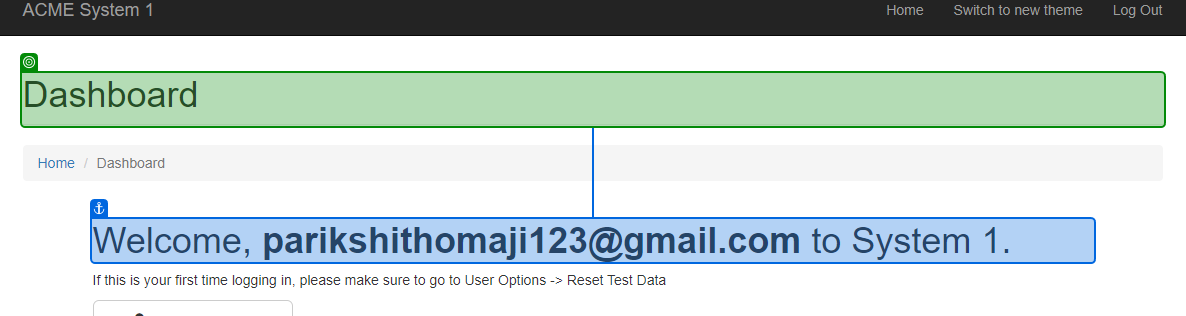 ACME System 1 Home Switch to new theme Log Out
Dashboard
Home / Dashboard
Welcome, parikshithomaji123@gmail.com to System 1.
If this is your first time logging in, please make sure to go to User Options -> Reset Test Data